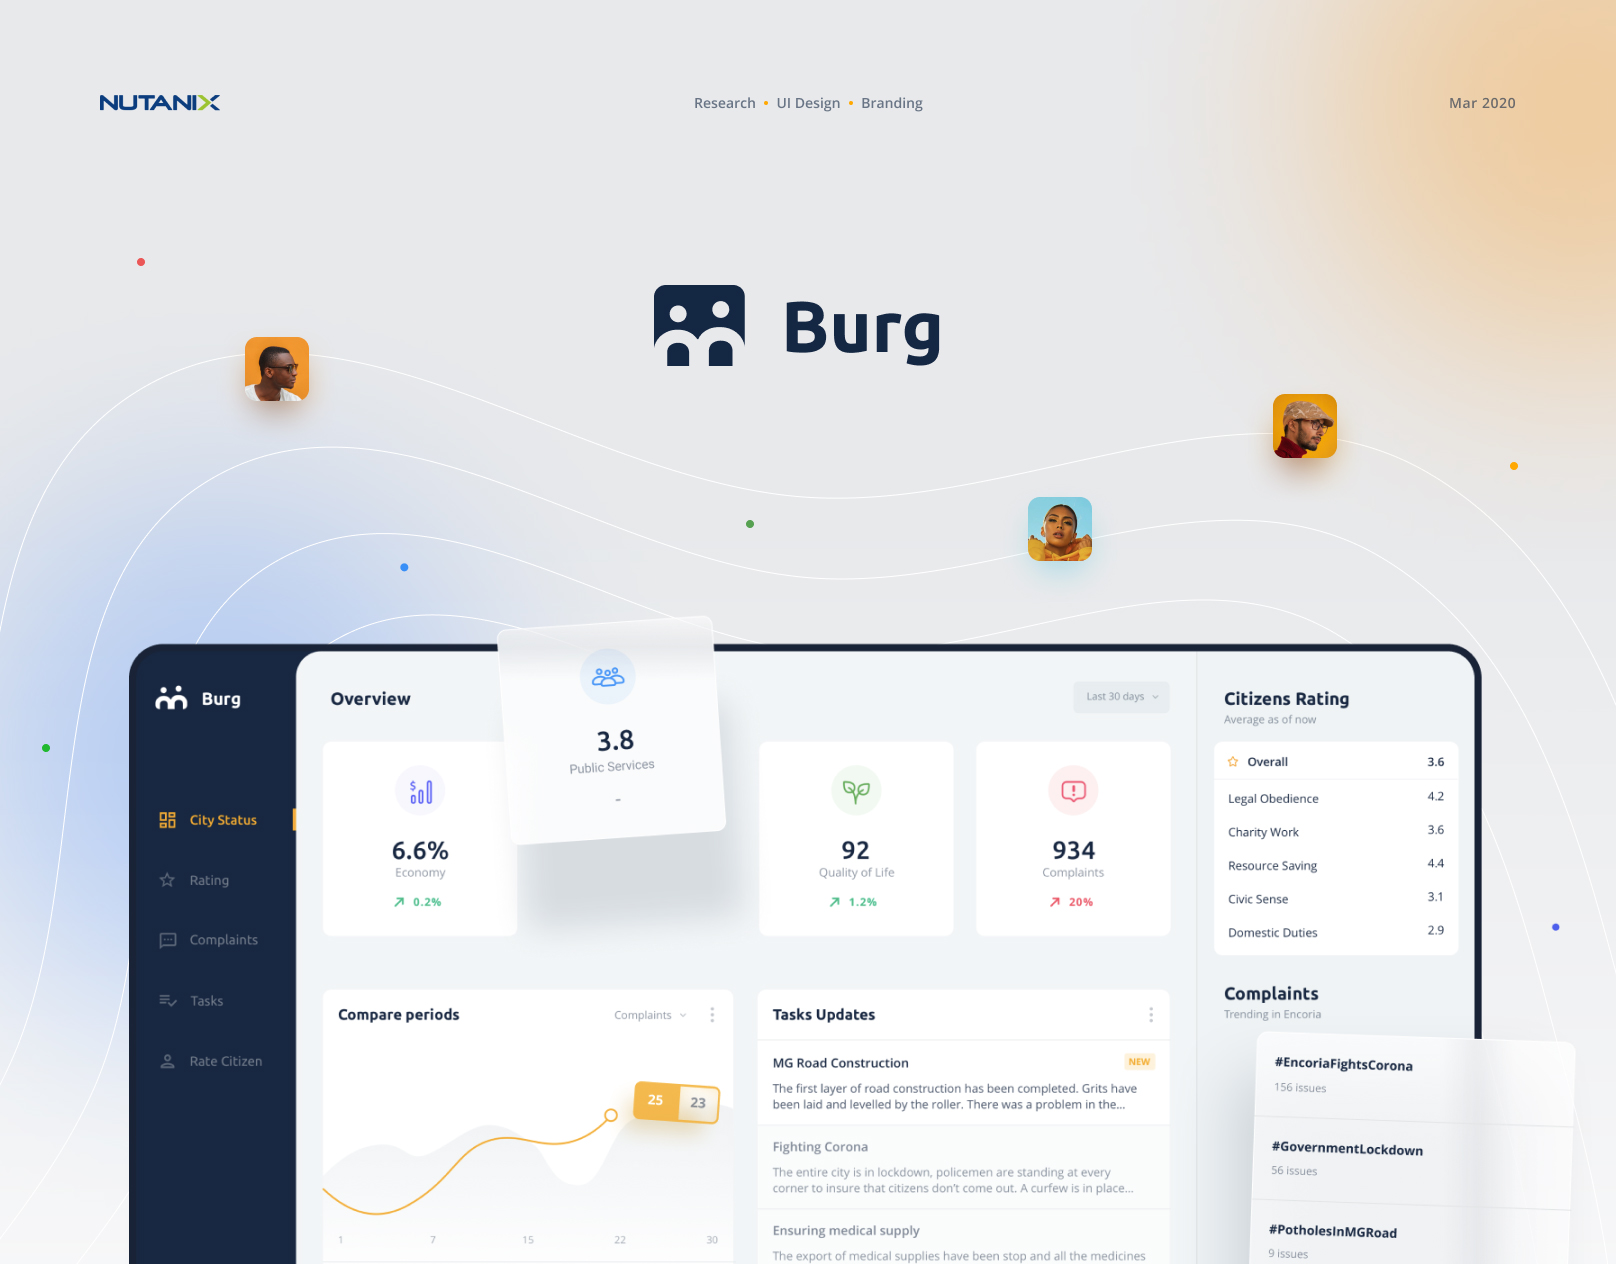 NUTANIX
Research • UI Design • Branding
Mar 2020
Burg
Burg
City Status
Rating
Complaints
Tasks
Rate Citizen
Overview
Last 30 days
6.6%
Economy
0.2%
3.8
Public Services
-
92
Quality of Life
1.2%
934
Complaints
20%
Compare periods
Complaints
25 23
1 7 15 22 30
Tasks Updates
MG Road Construction
NEW
The first layer of road construction has been completed. Grits have
been laid and levelled by the roller. There was a problem in the...
Fighting Corona
The entire city is in lockdown, policemen are standing at every
corner to insure that citizens don't come out. A curfew is in place...
Ensuring medical supply
The export of medical supplies have been stop and all the medicines
Citizens Rating
Average as of now
Overall 3.6
Legal Obedience 4.2
Charity Work 3.6
Resource Saving 4.4
Civic Sense 3.1
Domestic Duties 2.9
Complaints
Trending in Encoria
#EncoriaFightsCorona
156 issues
#GovernmentLockdown
56 issues
#PotholesInMGRoad
9 issues